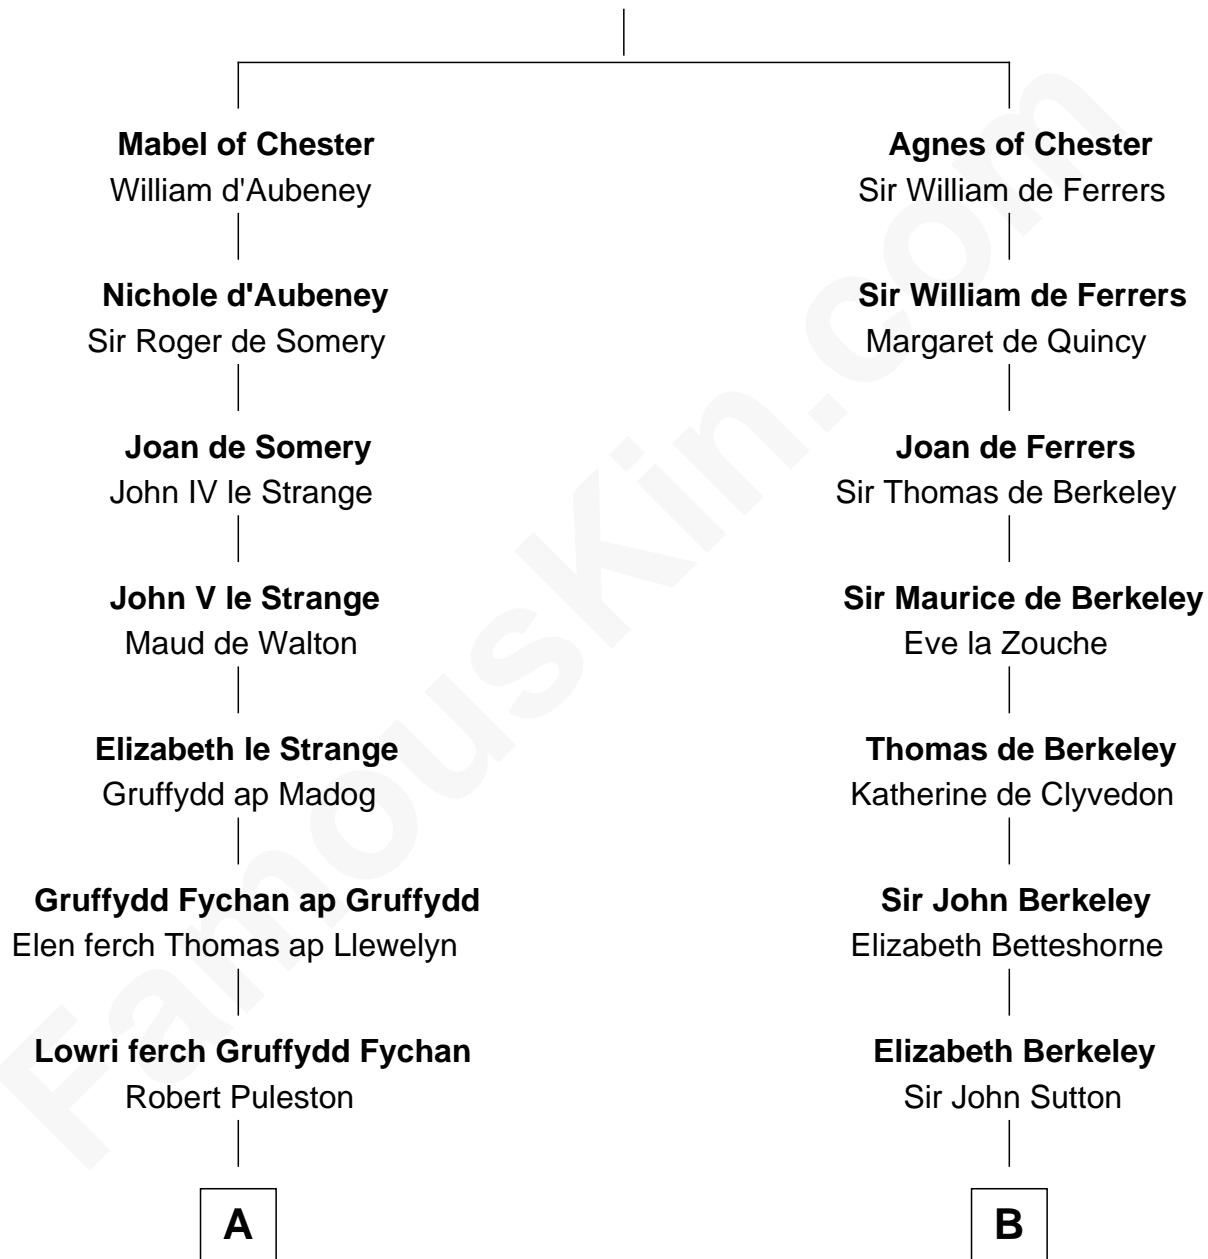 Mabel of Chester
William d'Aubeney
Nichole d'Aubeney
Sir Roger de Somery
Joan de Somery
John IV le Strange
John V le Strange
Maud de Walton
Elizabeth le Strange
Gruffydd ap Madog
Gruffydd Fychan ap Gruffydd
Elen ferch Thomas ap Llewelyn
Lowri ferch Gruffydd Fychan
Robert Puleston
A
Agnes of Chester
Sir William de Ferrers
Sir William de Ferrers
Margaret de Quincy
Joan de Ferrers
Sir Thomas de Berkeley
Sir Maurice de Berkeley
Eve la Zouche
Thomas de Berkeley
Katherine de Clyvedon
Sir John Berkeley
Elizabeth Betteshorne
Elizabeth Berkeley
Sir John Sutton
B
FamousKin.com